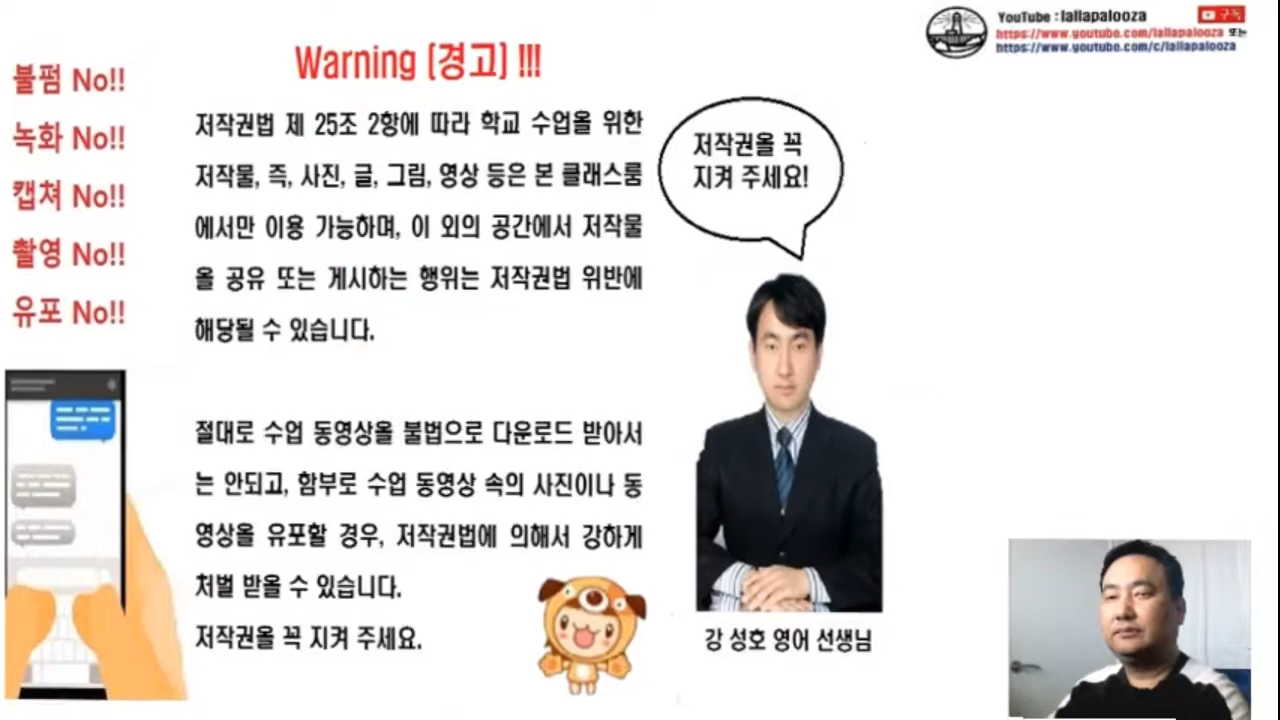 YouTube : lallapalooza
구독
https://www.youtube.com/lallapalooza 또는
https://www.youtube.com/c/lallapalooza
Warning (경고) !!!
불펌 No!!
녹화 No!!
캡쳐 No!!
촬영 No!!
유포 No!!
저작권법 제 25조 2항에 따라 학교 수업을 위한
저작물, 즉, 사진, 글, 그림, 영상 등은 본 클래스룸
에서만 이용 가능하며, 이 외의 공간에서 저작물
을 공유 또는 게시하는 행위는 저작권법 위반에
해당될 수 있습니다.
절대로 수업 동영상을 불법으로 다운로드 받아서
는 안되고, 함부로 수업 동영상 속의 사진이나 동
영상을 유포할 경우, 저작권법에 의해서 강하게
처벌 받을 수 있습니다.
저작권을 꼭 지켜 주세요.
저작권을 꼭
지켜 주세요!
강 성호 영어 선생님